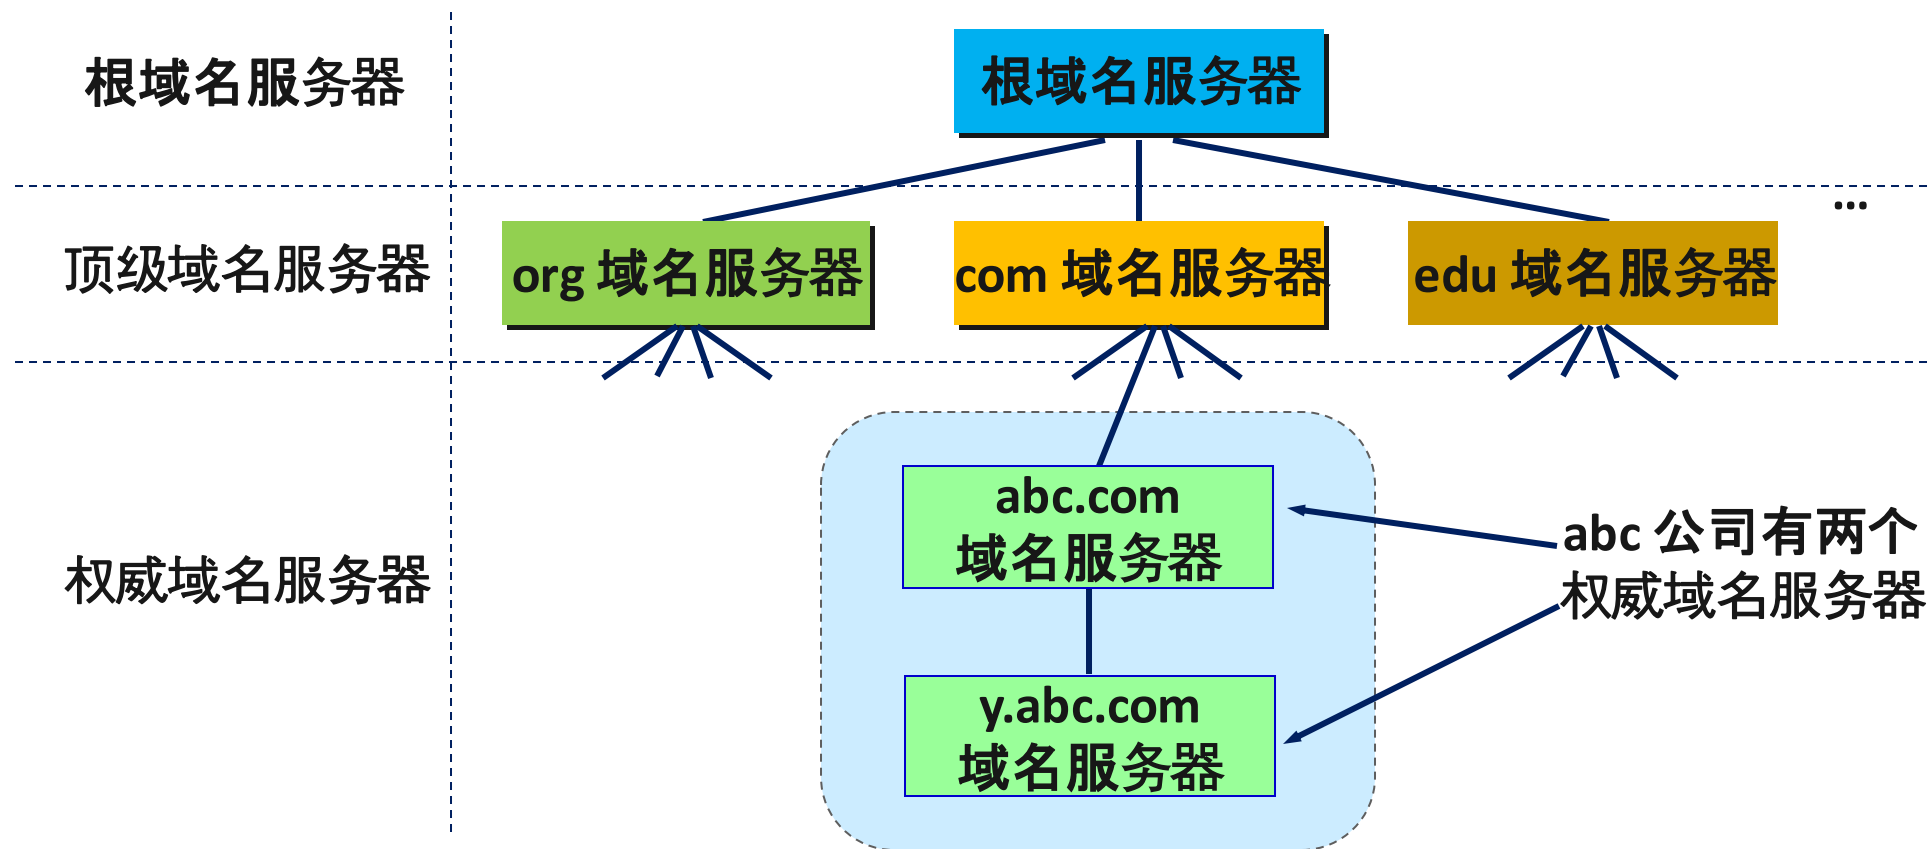 根域名服务器
根域名服务器
…
顶级域名服务器
org 域名服务器
com 域名服务器
edu 域名服务器
abc.com
域名服务器
abc 公司有两个
权威域名服务器
权威域名服务器
y.abc.com
域名服务器